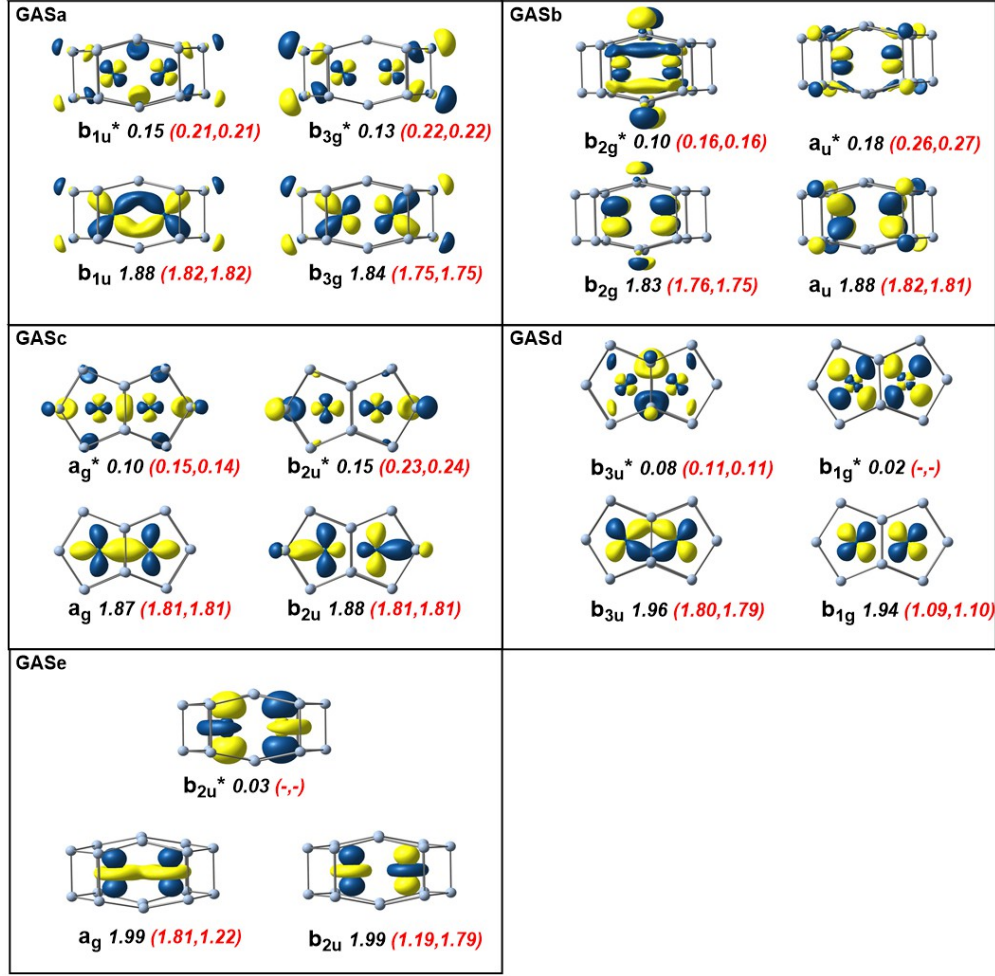 GASa
b1u* 0.15 (0.21,0.21)
b3g* 0.13 (0.22,0.22)
b1u 1.88 (1.82,1.82)
b3g 1.84 (1.75,1.75)
GASb
b2g* 0.10 (0.16,0.16)
au* 0.18 (0.26,0.27)
b2g 1.83 (1.76,1.75)
au 1.88 (1.82,1.81)
GASc
ag* 0.10 (0.15,0.14)
b2u* 0.15 (0.23,0.24)
ag 1.87 (1.81,1.81)
b2u 1.88 (1.81,1.81)
GASd
b3u* 0.08 (0.11,0.11)
b1g* 0.02 (-,-)
b3u 1.96 (1.80,1.79)
b1g 1.94 (1.09,1.10)
GASe
b2u* 0.03 (-,-)
ag 1.99 (1.81,1.22)
b2u 1.99 (1.19,1.79)